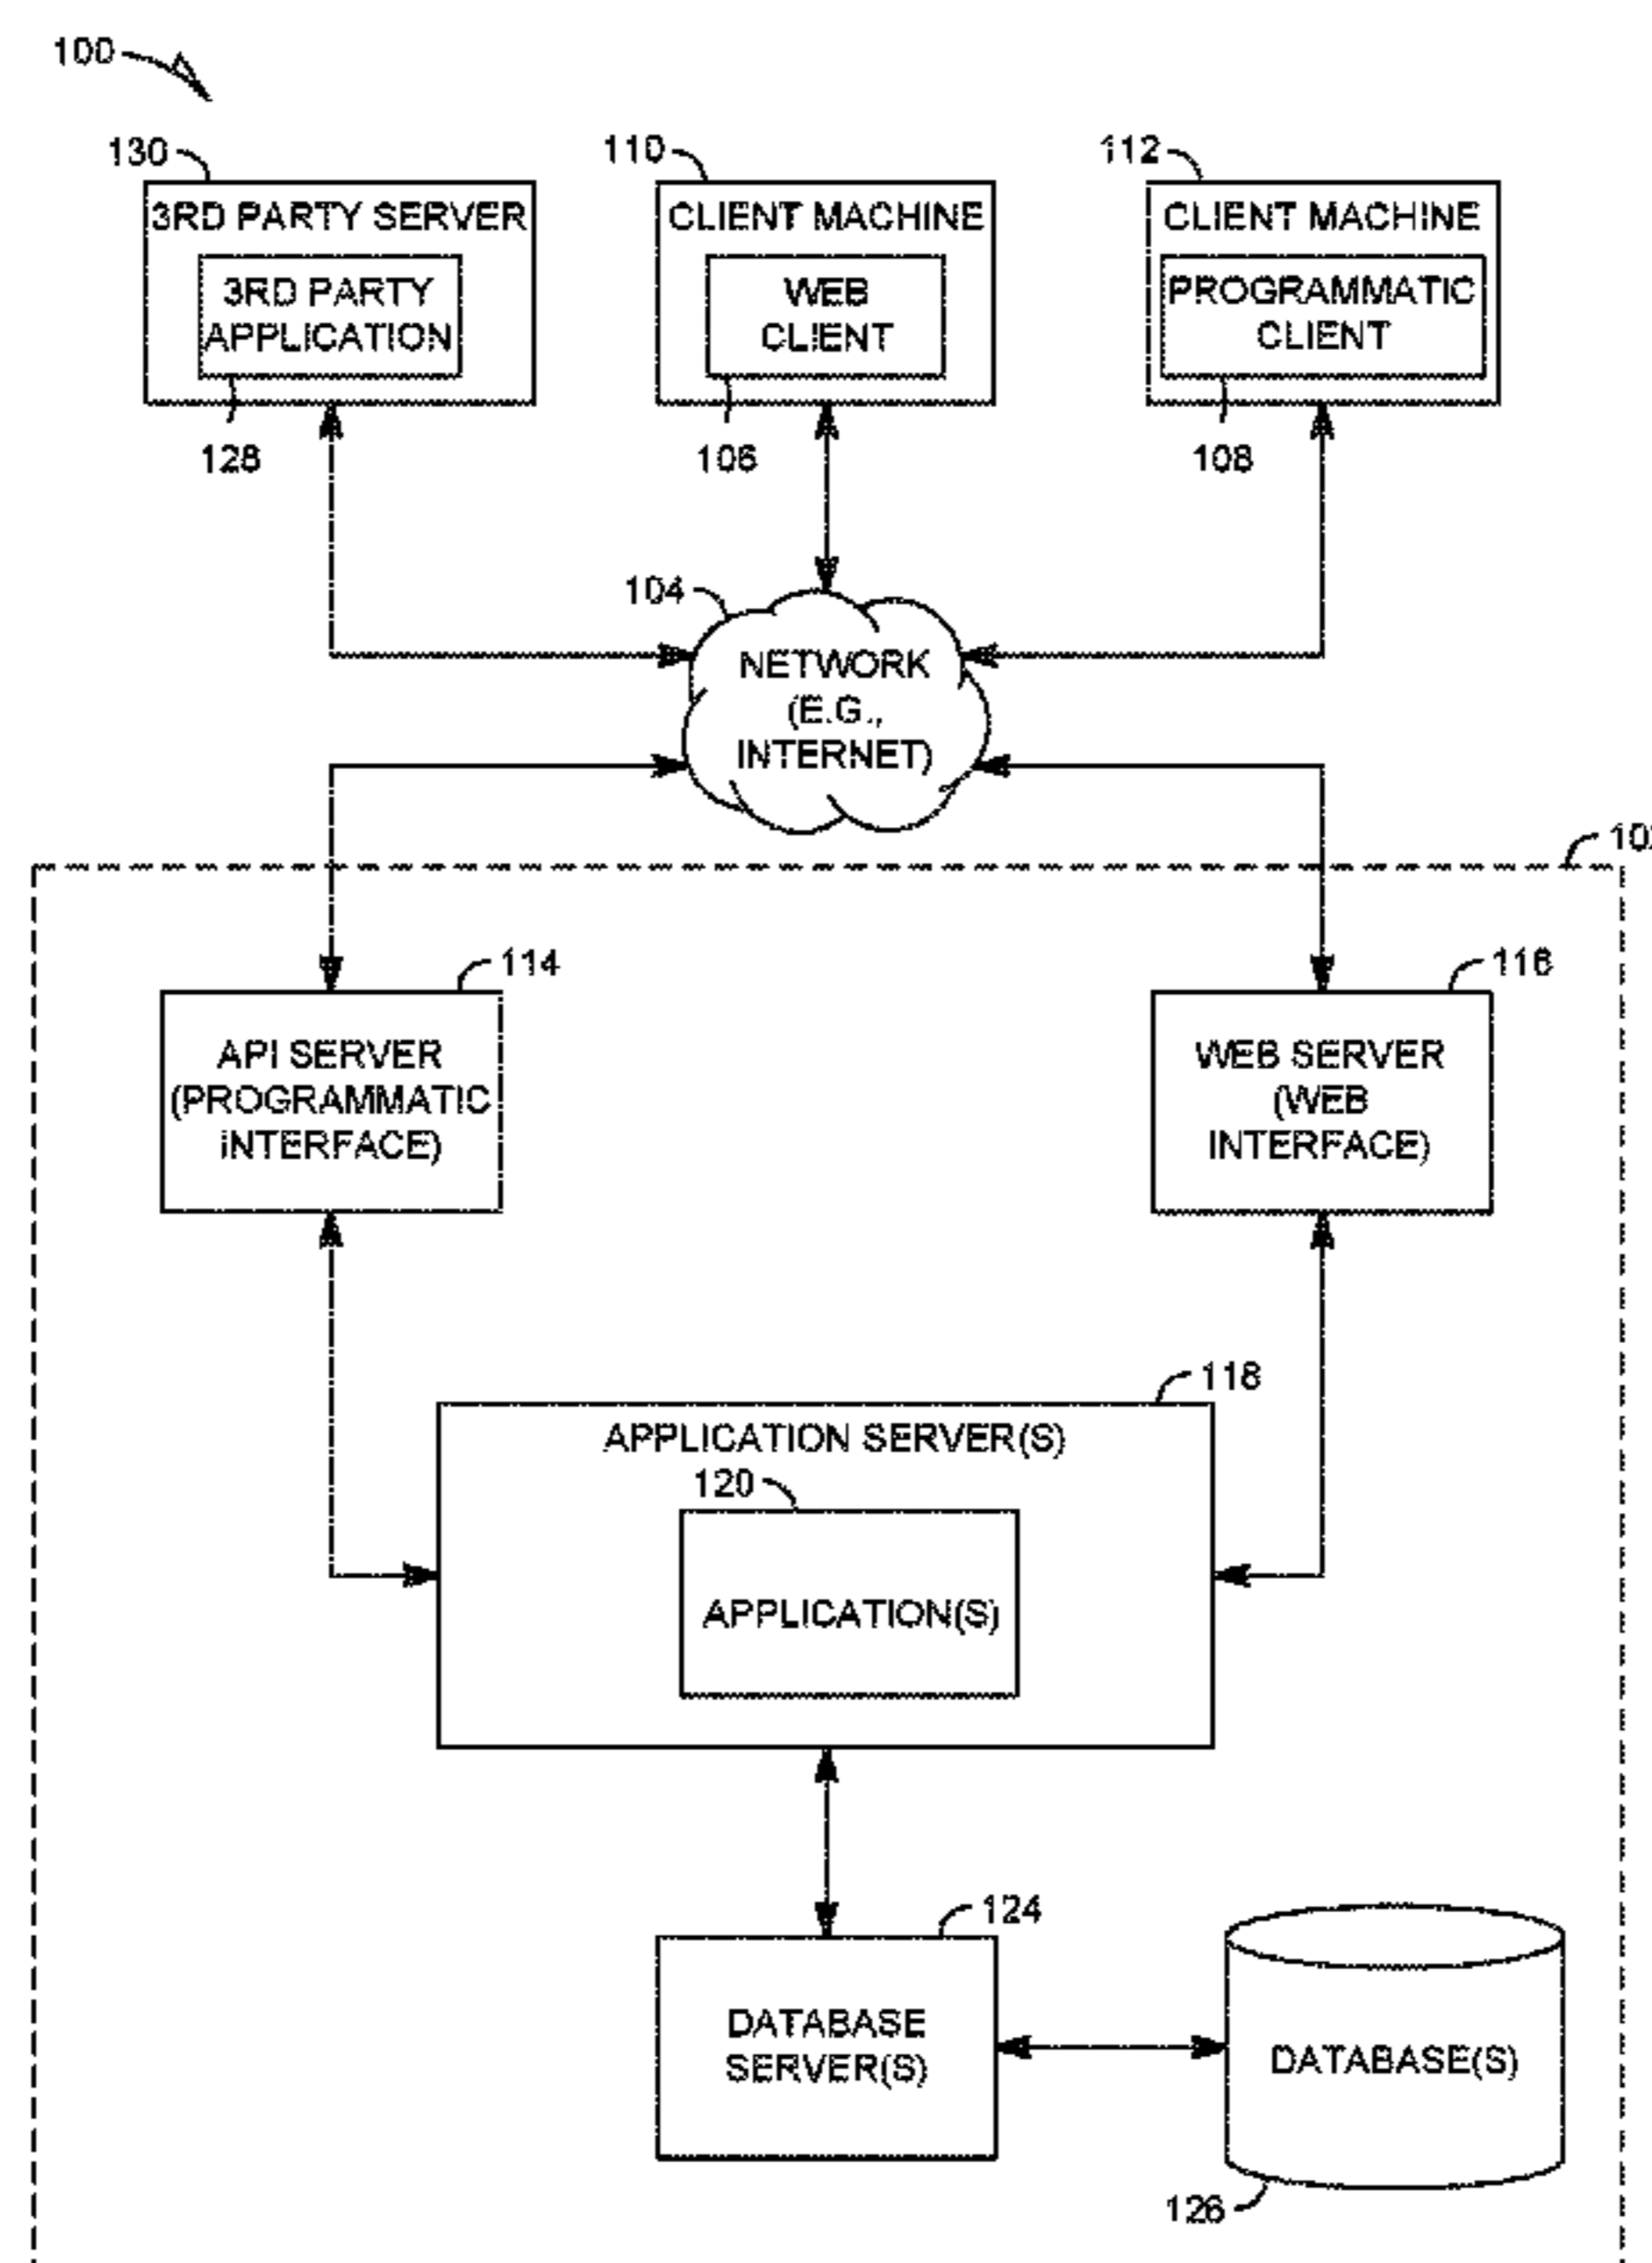 100
130
110
112
3RD PARTY SERVER
CLIENT MACHINE
CLIENT MACHINE
3RD PARTY
APPLICATION
WEB
CLIENT
PROGRAMMATIC
CLIENT
128
106
108
104
NETWORK
(E.G.,
INTERNET)
114
116
API SERVER
(PROGRAMMATIC
INTERFACE)
WEB SERVER
(WEB
INTERFACE)
118
APPLICATION SERVER(S)
120
APPLICATION(S)
124
DATABASE
SERVER(S)
DATABASE(S)
126